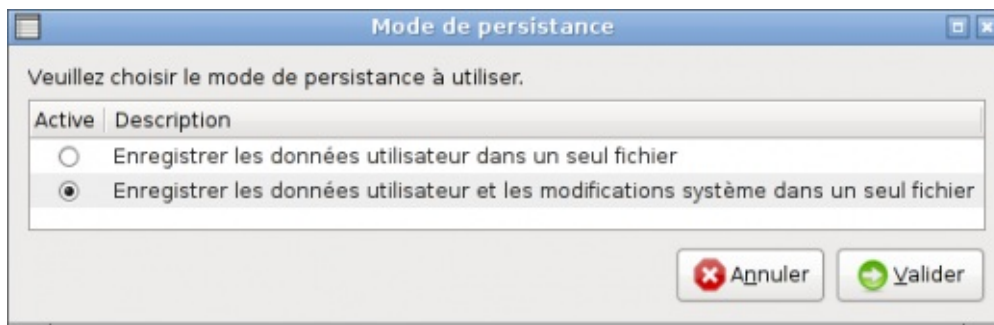 Mode de persistance
Veuillez choisir le mode de persistance à utiliser.
Active Description
Enregistrer les données utilisateur dans un seul fichier
Enregistrer les données utilisateur et les modifications système dans un seul fichier
Annuler Valider